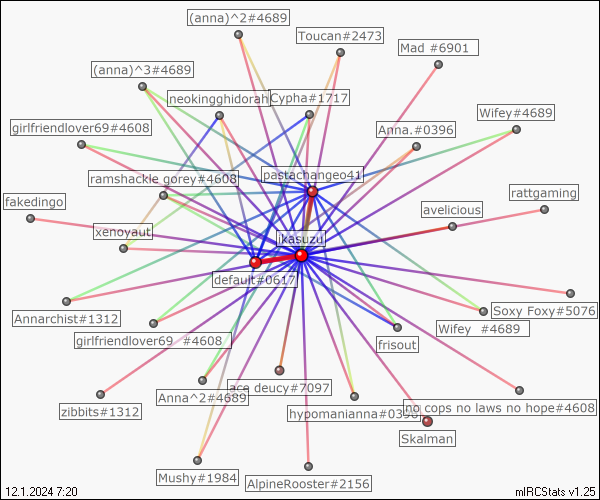 (anna)^2#4689
Toucan#2473
Mad #6901
(anna)^3#4689
neokingghidorah
Cypha#1717
Wifey#4689
girlfriendlover69#4608
Anna.#0396
pastachangeo41
ramshackle gorey#4608
rattgaming
fakedingo
avelicious
xenoyaut
ikasuzu
default#0617
Soxy Foxy#5076
Annarchist#1312
Wifey #4689
girlfriendlover69 #4608
frisout
ace deucy#7097
Anna^2#4689
hypomanianna#0396
no cops no laws no hope#4608
zibbits#1312
Skalman
Mushy#1984
AlpineRooster#2156
12.1.2024 7:20
mIRCStats v1.25